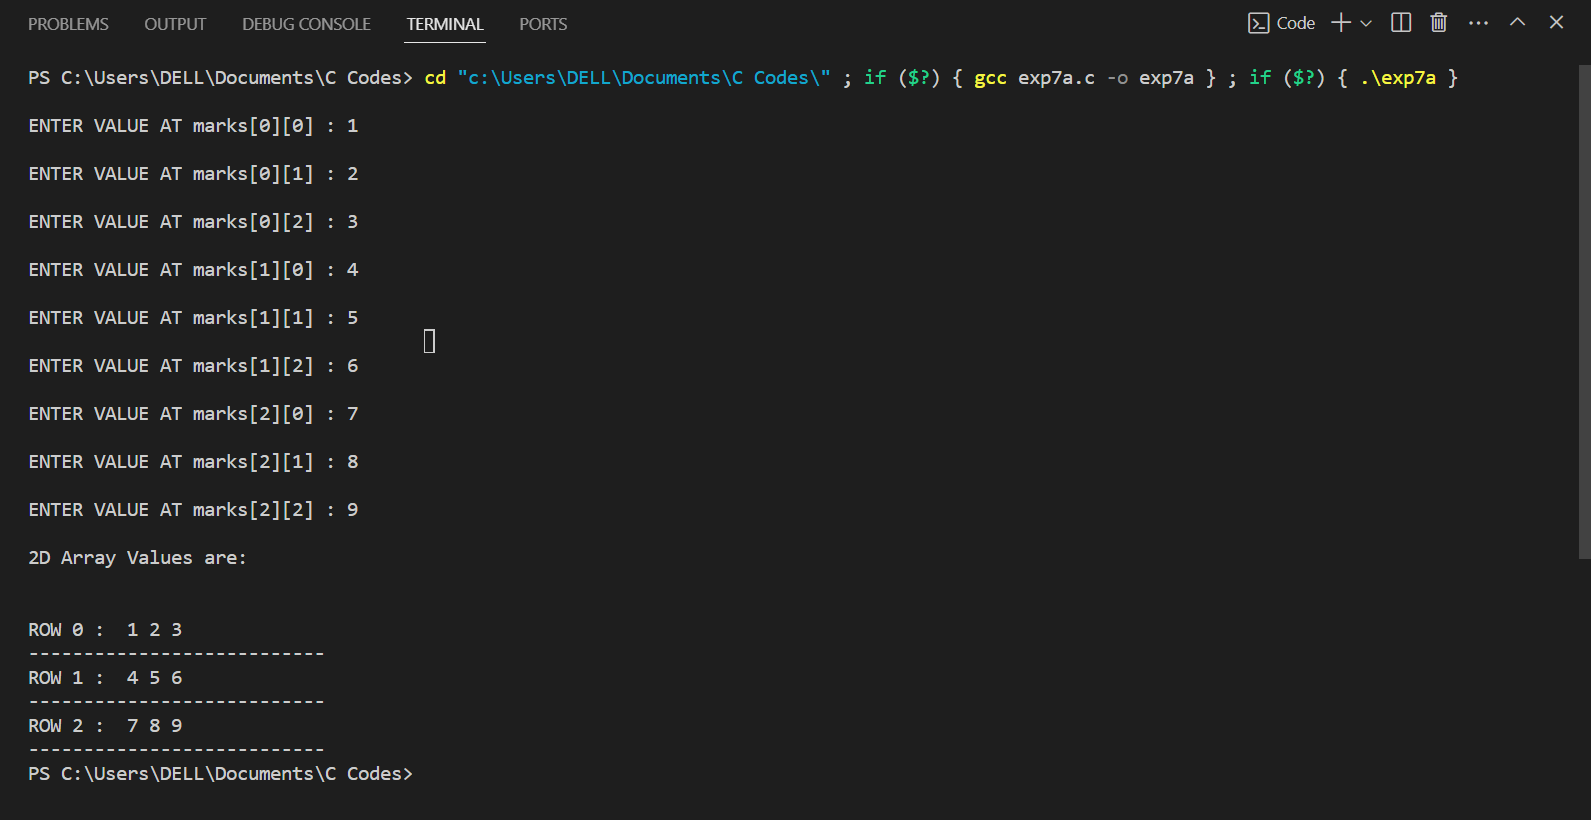 PROBLEMS OUTPUT DEBUG CONSOLE TERMINAL PORTS Code
PS C:\Users\DELL\Documents\C Codes> cd "c:\Users\DELL\Documents\C Codes\" ; if ($?) { gcc exp7a.c -o exp7a } ; if ($?) { .\exp7a }
ENTER VALUE AT marks[0][0] : 1
ENTER VALUE AT marks[0][1] : 2
ENTER VALUE AT marks[0][2] : 3
ENTER VALUE AT marks[1][0] : 4
ENTER VALUE AT marks[1][1] : 5
ENTER VALUE AT marks[1][2] : 6
ENTER VALUE AT marks[2][0] : 7
ENTER VALUE AT marks[2][1] : 8
ENTER VALUE AT marks[2][2] : 9
2D Array Values are:
ROW 0 :  1 2 3
---------------------------
ROW 1 :  4 5 6
---------------------------
ROW 2 :  7 8 9
---------------------------
PS C:\Users\DELL\Documents\C Codes>